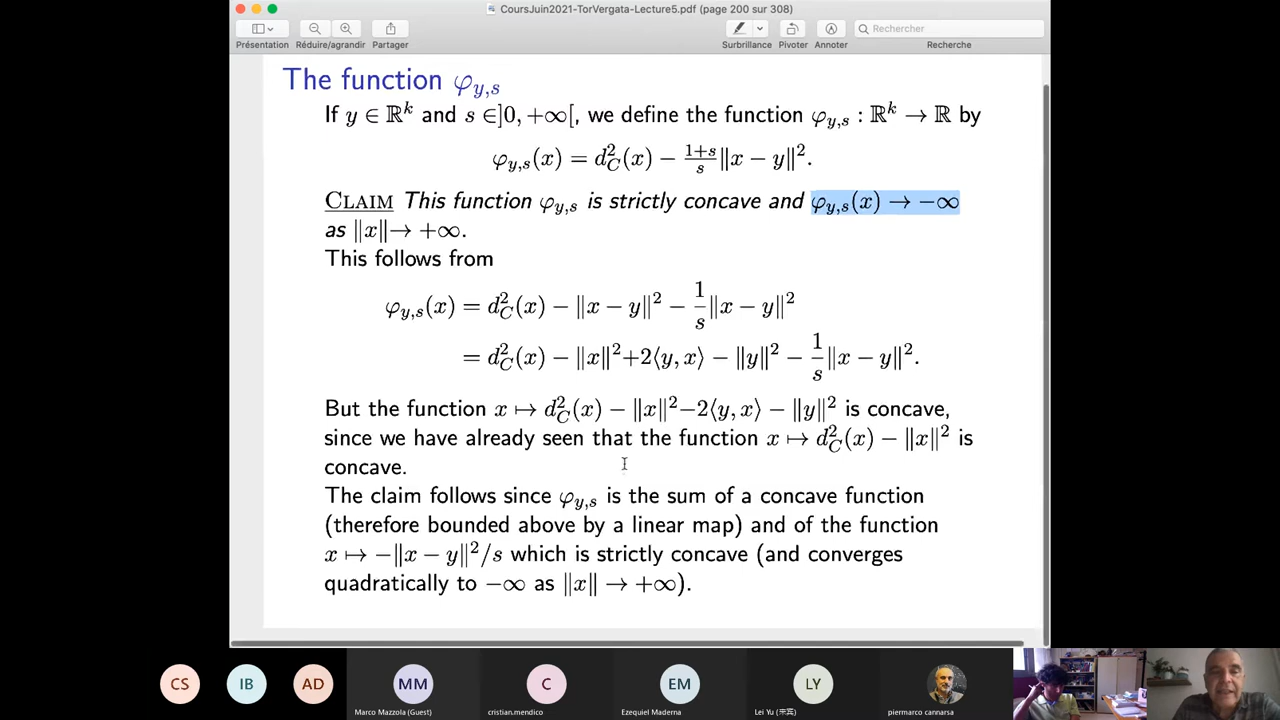 CoursJuin2021-TorVergata-Lecture5.pdf (page 200 sur 308)
Présentation Réduire/agrandir Partager Surbrillance Pivoter Annoter Rechercher Recherche
The function φ_{y,s}
If y ∈ ℝ^k and s ∈]0, +∞[, we define the function φ_{y,s} : ℝ^k → ℝ by
φ_{y,s}(x) = d_C^2(x) − \frac{1+s}{s}‖x − y‖^2.
CLAIM This function φ_{y,s} is strictly concave and φ_{y,s}(x) → −∞
as ‖x‖→ +∞.
This follows from
φ_{y,s}(x) = d_C^2(x) − ‖x − y‖^2 − \frac{1}{s}‖x − y‖^2
= d_C^2(x) − ‖x‖^2+2⟨y, x⟩ − ‖y‖^2 − \frac{1}{s}‖x − y‖^2.
But the function x ↦ d_C^2(x) − ‖x‖^2−2⟨y, x⟩ − ‖y‖^2 is concave,
since we have already seen that the function x ↦ d_C^2(x) − ‖x‖^2 is
concave.
The claim follows since φ_{y,s} is the sum of a concave function
(therefore bounded above by a linear map) and of the function
x ↦ −‖x − y‖^2/s which is strictly concave (and converges
quadratically to −∞ as ‖x‖ → +∞).
CS IB AD MM C EM LY
Marco Mazzola (Guest) cristian.mendico Ezequiel Maderna Lei Yu (宾) piermarco cannarsa